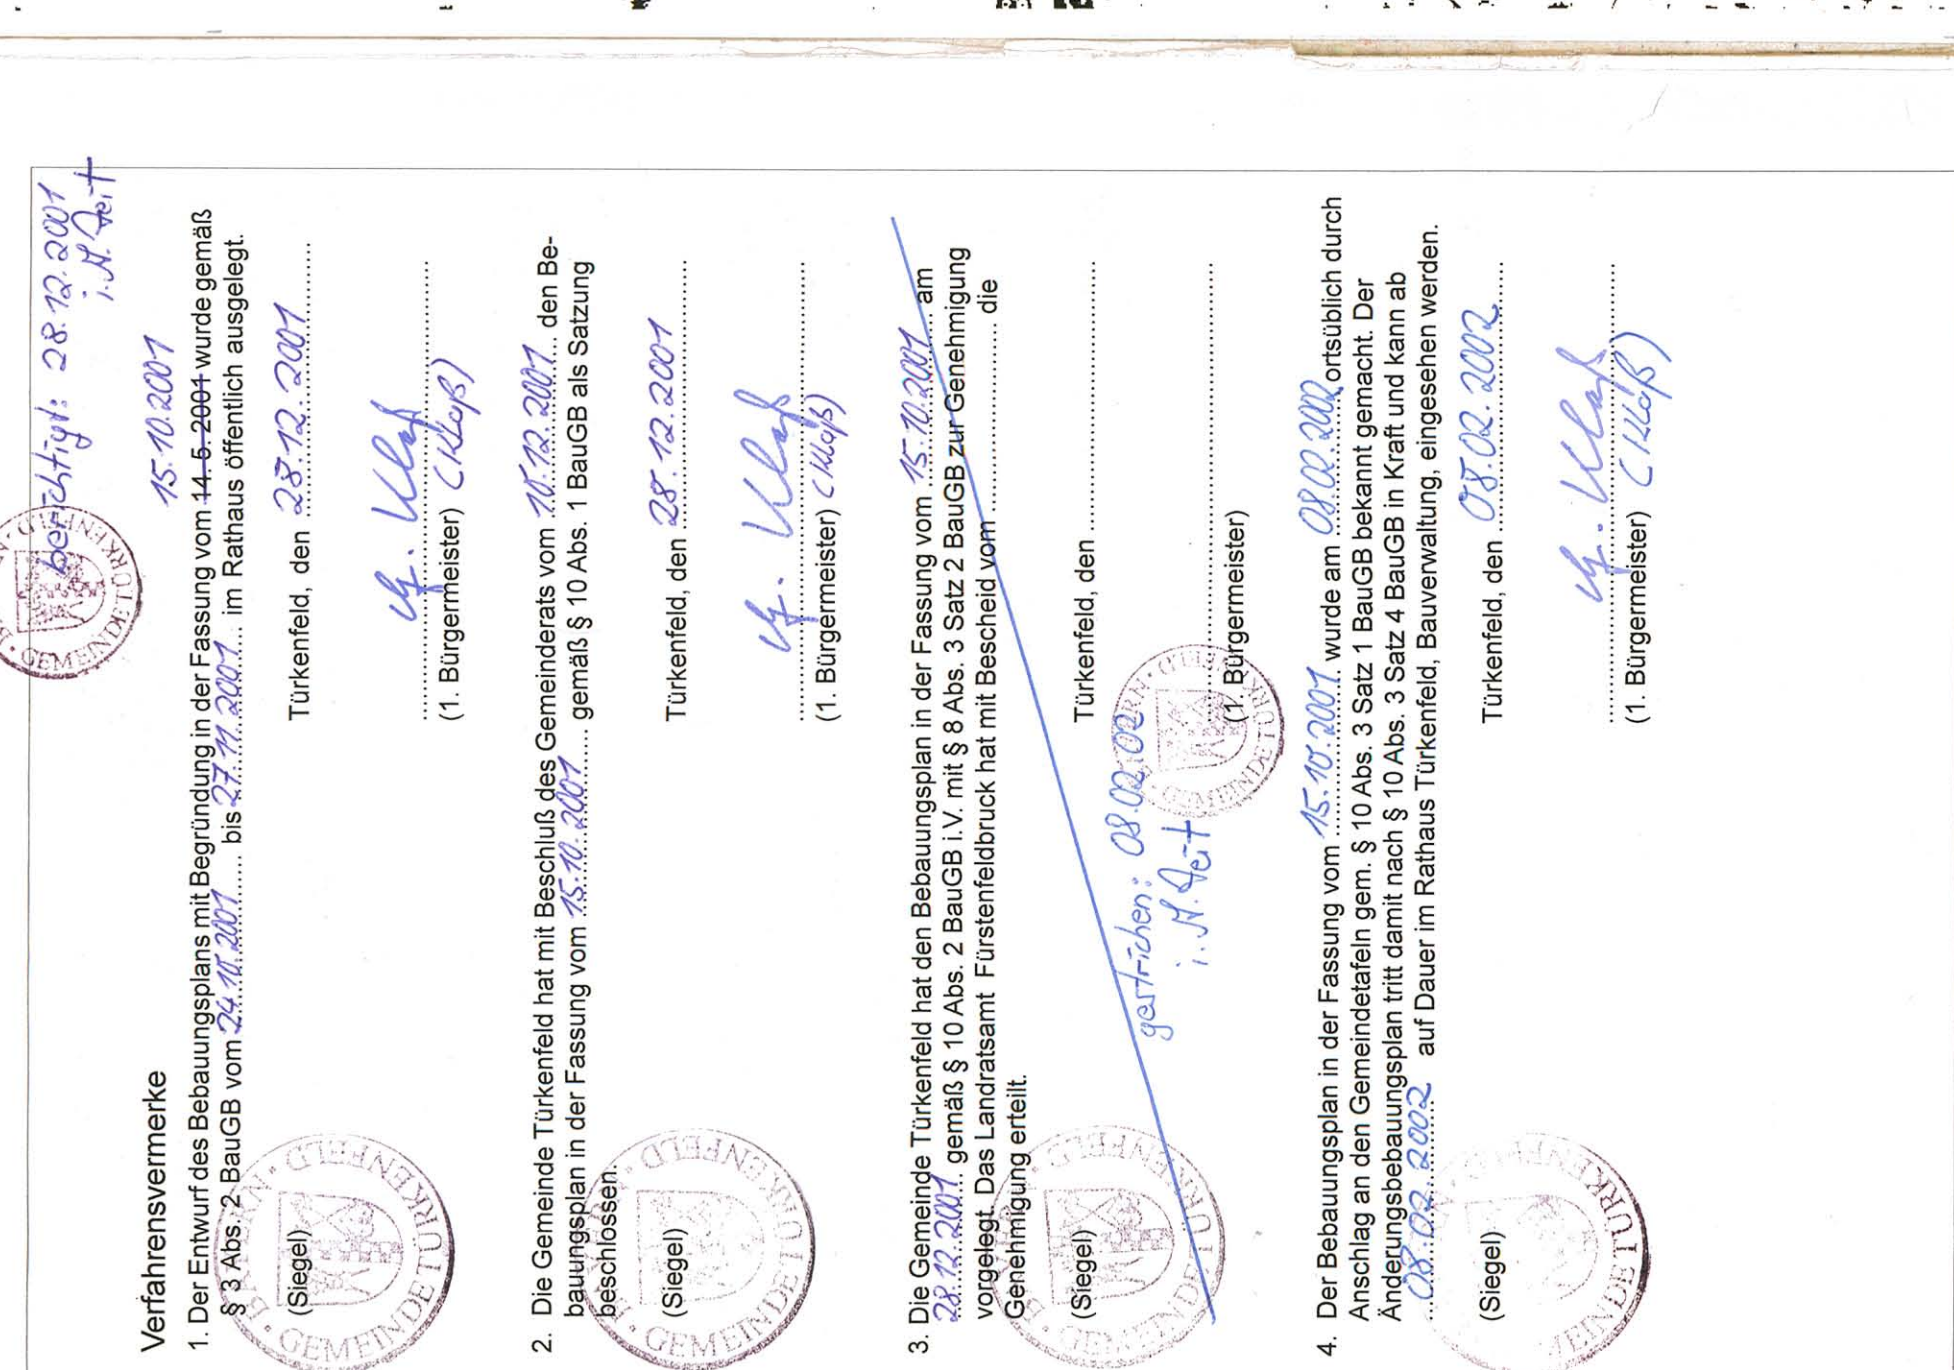 berichtigt: 28.12.2001
i.A.
Verfahrensvermerke
15.10.2001
1. Der Entwurf des Bebauungsplans mit Begründung in der Fassung vom 14. 5 2001 wurde gemäß
§ 3 Abs. 2 BauGB vom 24.10.2001 bis 27.11.2001 im Rathaus öffentlich ausgelegt.
Türkenfeld, den 28.12.2001
(Siegel)
(1. Bürgermeister) (Klaß)
GEMEINDE TÜRKENFELD
2. Die Gemeinde Türkenfeld hat mit Beschluß des Gemeinderats vom 10.12.2001 den Be-
bauungsplan in der Fassung vom 15.10.2001 gemäß § 10 Abs. 1 BauGB als Satzung
beschlossen.
Türkenfeld, den 28.12.2001
(Siegel)
(1. Bürgermeister) (Klaß)
GEMEINDE TÜRKENFELD
3. Die Gemeinde Türkenfeld hat den Bebauungsplan in der Fassung vom 15.10.2001 am
28.12.2001 gemäß § 10 Abs. 2 BauGB i.V. mit § 8 Abs. 3 Satz 2 BauGB zur Genehmigung
vorgelegt. Das Landratsamt Fürstenfeldbruck hat mit Bescheid vom .................... die
Genehmigung erteilt.
Türkenfeld, den ....................
(Siegel)
gestrichen: 08.02.02
i.A.
(1. Bürgermeister)
GEMEINDE TÜRKENFELD
4. Der Bebauungsplan in der Fassung vom 15.10.2001 wurde am 08.02.2002 ortsüblich durch
Anschlag an den Gemeindetafeln gem. § 10 Abs. 3 Satz 1 BauGB bekannt gemacht. Der
Änderungsbebauungsplan tritt damit nach § 10 Abs. 3 Satz 4 BauGB in Kraft und kann ab
08.02.2002 auf Dauer im Rathaus Türkenfeld, Bauverwaltung, eingesehen werden.
Türkenfeld, den 08.02.2002
(Siegel)
(1. Bürgermeister) (Klaß)